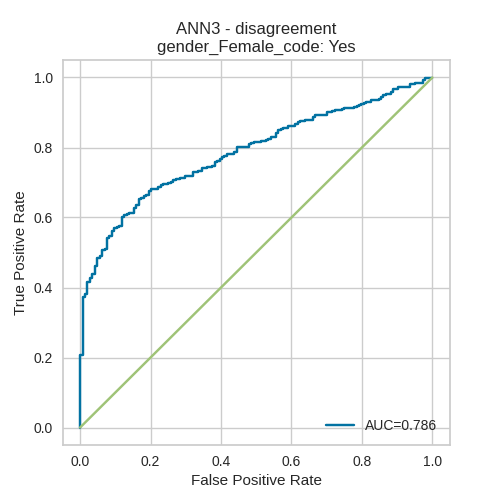 ANN3 - disagreement
gender_Female_code: Yes
1.0
0.8
0.6
0.4
0.2
0.0
True Positive Rate
AUC=0.786
0.0 0.2 0.4 0.6 0.8 1.0
False Positive Rate